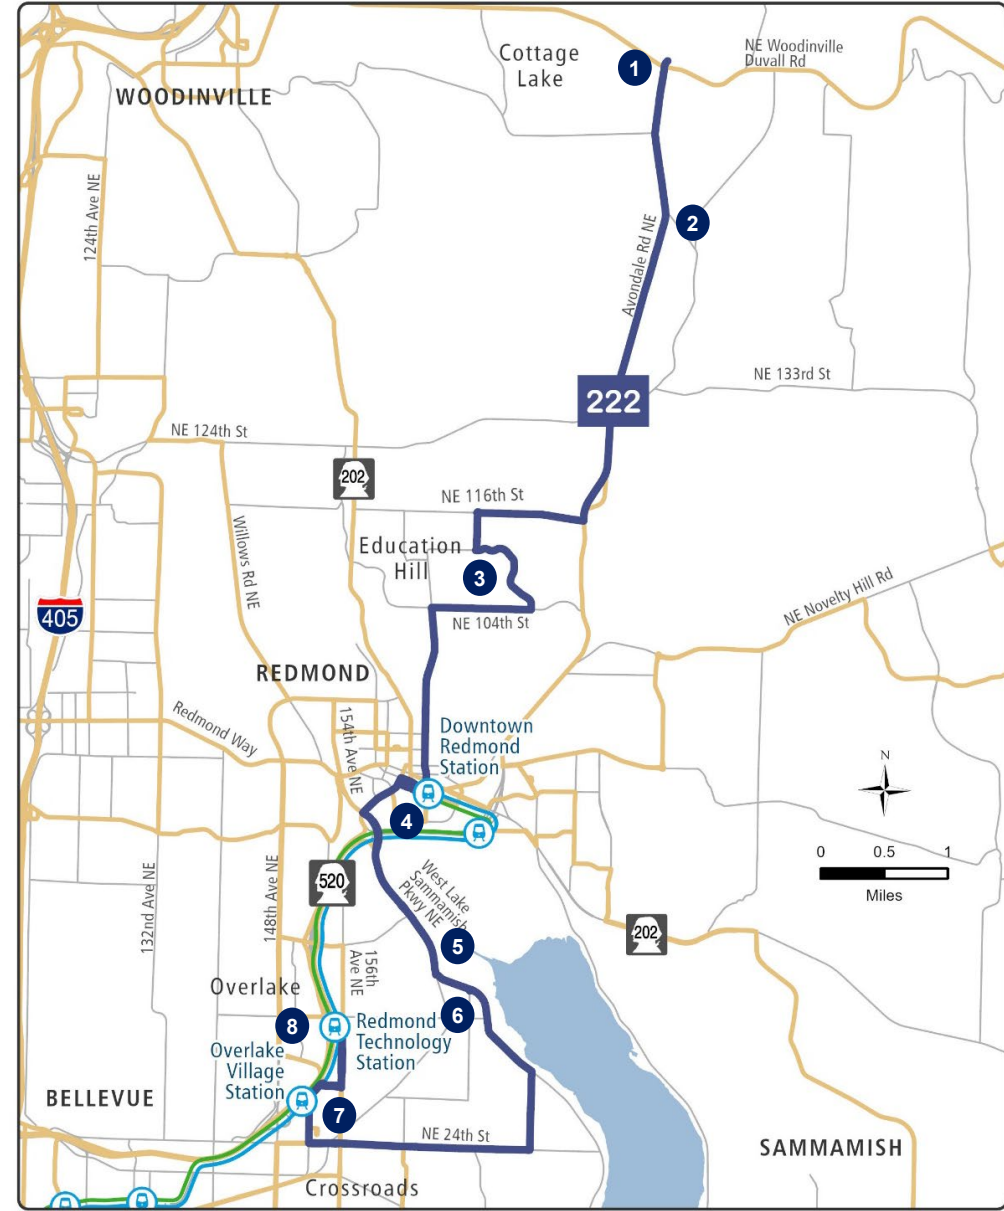 Cottage
Lake
1
NE Woodinville
Duvall Rd
WOODINVILLE
124th Ave NE
2
Avondale Rd NE
NE 133rd St
222
NE 124th St
202
NE 116th St
Willows Rd NE
Education
Hill
3
405
NE 104th St
NE Novelty Hill Rd
REDMOND
Redmond Way
154th Ave NE
Downtown
Redmond
Station
N
4
0 0.5 1
Miles
520
West Lake
Sammamish
Pkwy NE
132nd Ave NE
148th Ave NE
202
5
156th
Ave NE
Overlake
6
8
Redmond
Technology
Station
Overlake
Village
Station
BELLEVUE
7
NE 24th St
SAMMAMISH
Crossroads